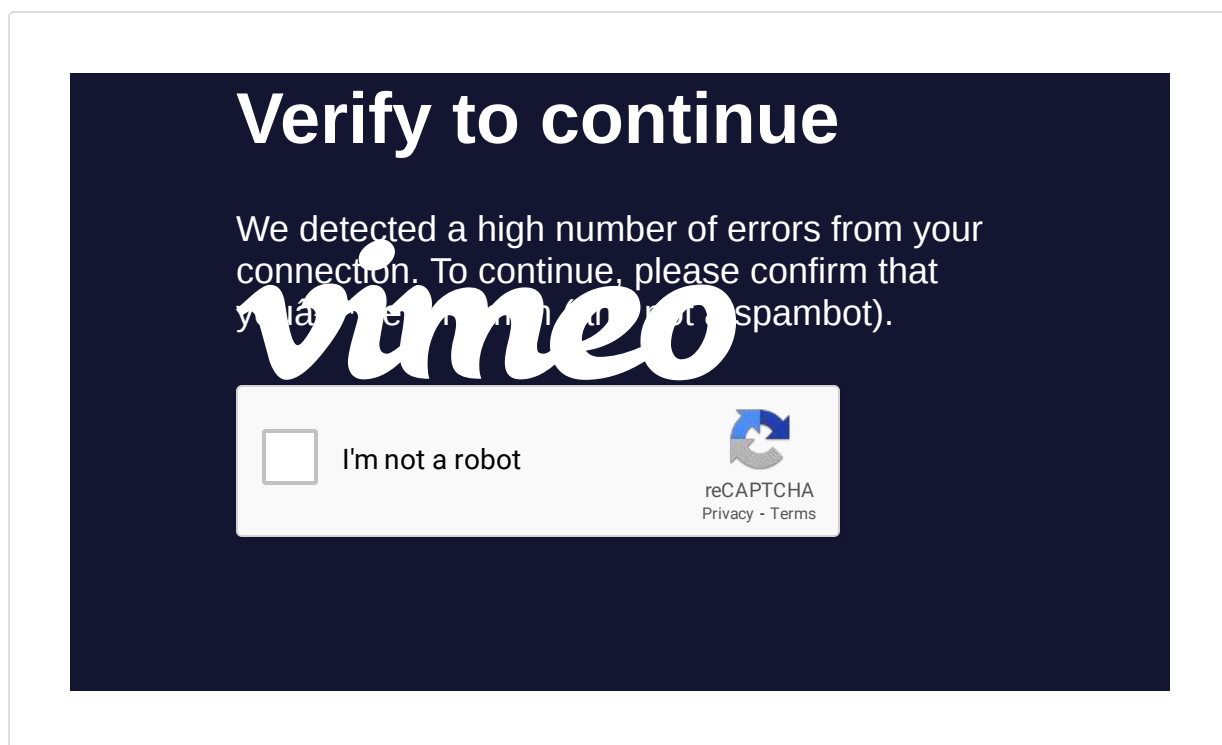 Verify to continue
We detected a high number of errors from your
connection. To continue, please confirm that
spambot).
vimeo
I'm not a robot
reCAPTCHA
Privacy - Terms